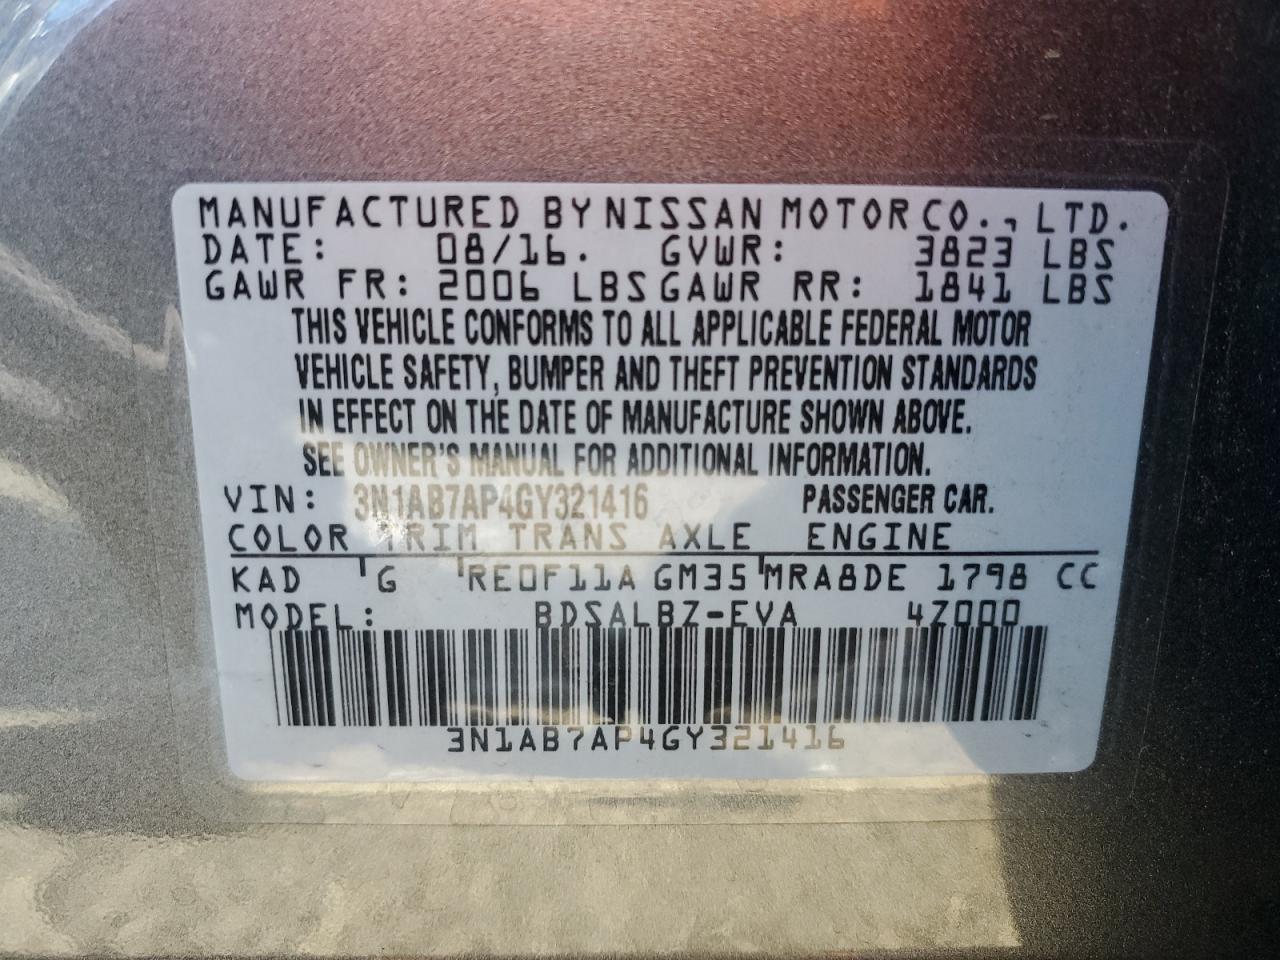 MANUFACTURED BY NISSAN MOTOR CO., LTD.
DATE: 08/16. GVWR: 3823 LBS
GAWR FR: 2006 LBS GAWR RR: 1841 LBS
THIS VEHICLE CONFORMS TO ALL APPLICABLE FEDERAL MOTOR
VEHICLE SAFETY, BUMPER AND THEFT PREVENTION STANDARDS
IN EFFECT ON THE DATE OF MANUFACTURE SHOWN ABOVE.
SEE OWNER'S MANUAL FOR ADDITIONAL INFORMATION.
VIN: 3N1AB7AP4GY321416 PASSENGER CAR.
COLOR TRIM TRANS AXLE ENGINE
KAD G RE0F11A GM35 MRA8DE 1798 CC
MODEL: BDSALBZ-EVA 4Z000
3N1AB7AP4GY321416